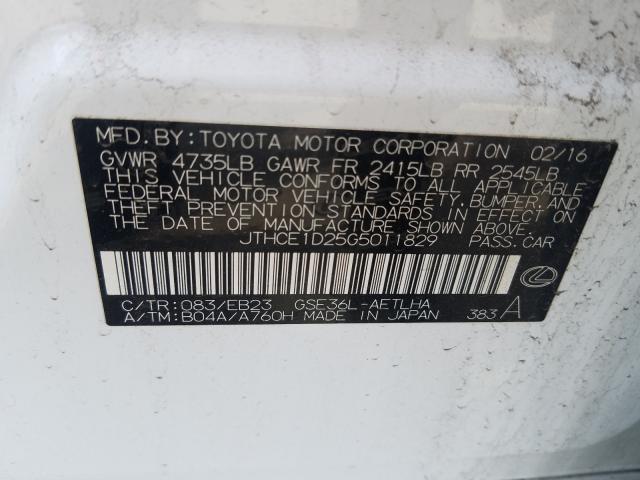 MFD. BY: TOYOTA MOTOR CORPORATION 02/16
GVWR 4735LB GAWR FR 2415LB RR 2545LB
THIS VEHICLE CONFORMS TO ALL APPLICABLE
FEDERAL MOTOR VEHICLE SAFETY, BUMPER, AND
THEFT PREVENTION STANDARDS IN EFFECT ON
THE DATE OF MANUFACTURE SHOWN ABOVE.
JTHCE1D25G5011829 PASS. CAR
C/TR: 083/EB23 GSE36L-AETLHA
A/TM: B04A/A760H MADE IN JAPAN 383 A